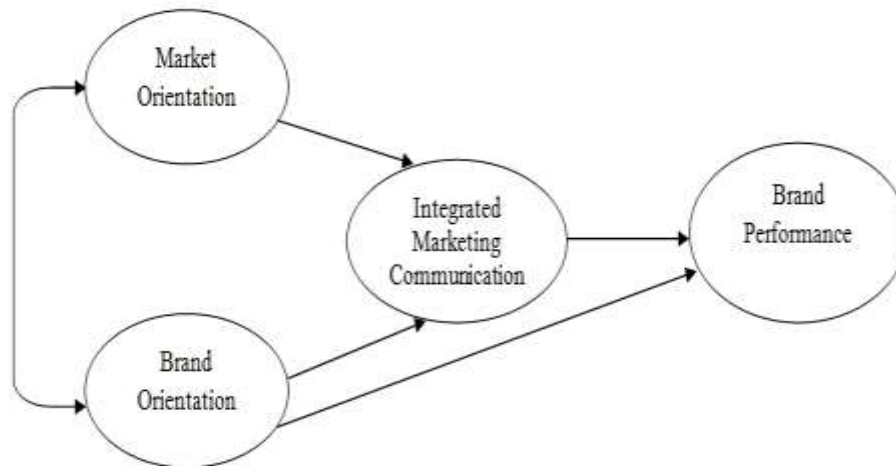 Market
Orientation
Integrated
Marketing
Communication
Brand
Performance
Brand
Orientation